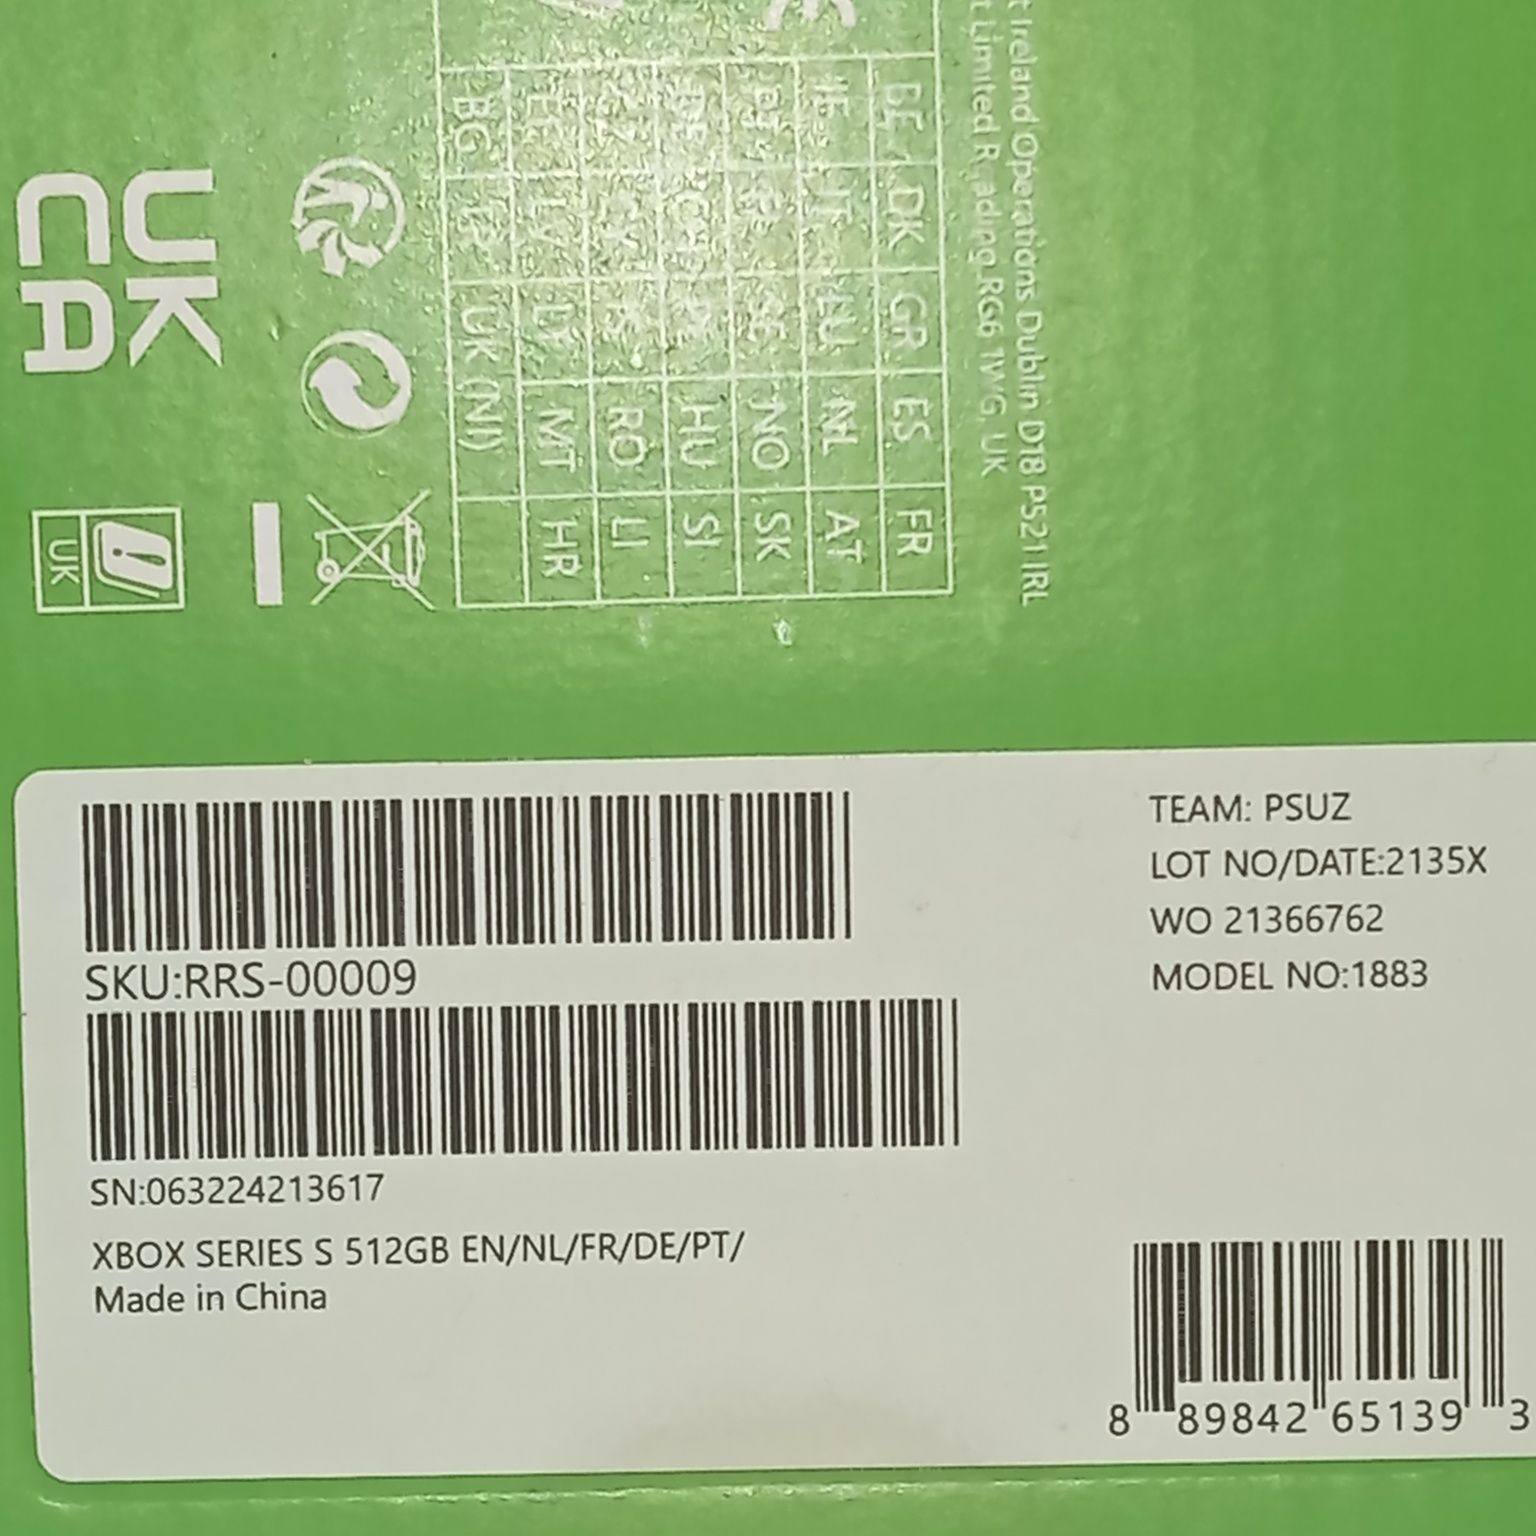 t Ireland Operations Dublin D18 P521 IRL
t Limited Reading RG6 1WG, UK
BE DK GR ES FR
IE IT LU NL AT
NO SK
HU SI
RO LI
MT HR
BG UK (NI)
UK
CA
UK
SKU:RRS-00009
SN:063224213617
XBOX SERIES S 512GB EN/NL/FR/DE/PT/
Made in China
TEAM: PSUZ
LOT NO/DATE:2135X
WO 21366762
MODEL NO:1883
8 89842 65139 3